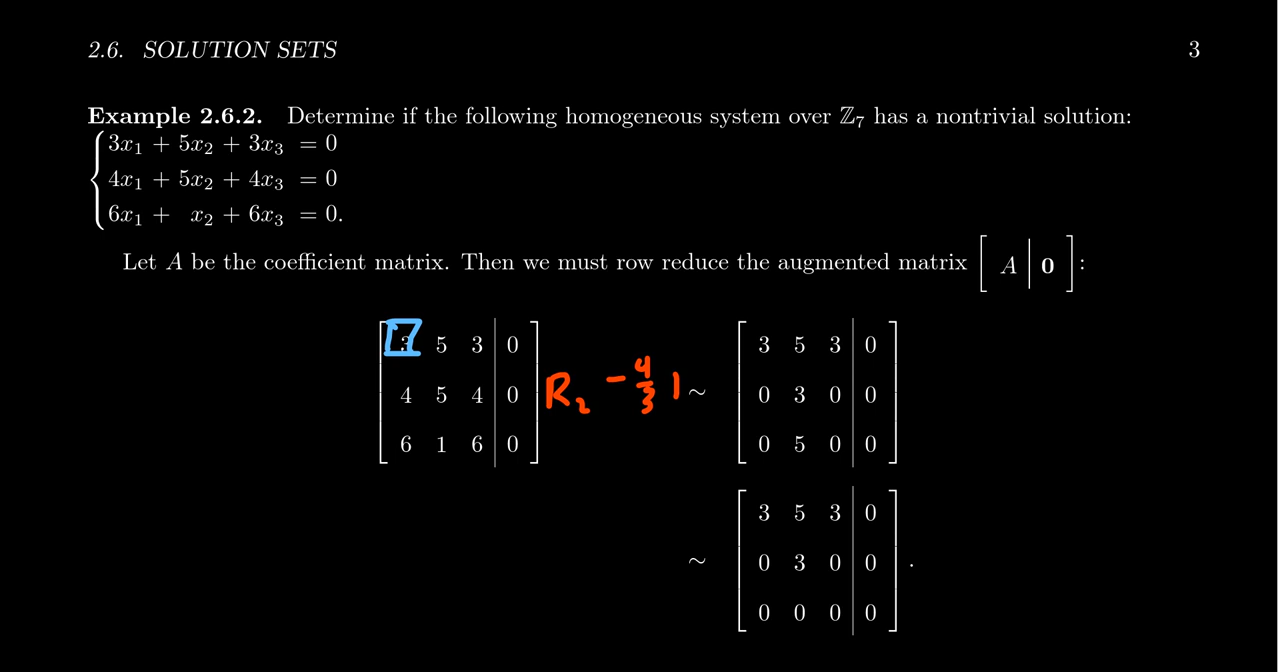 2.6. SOLUTION SETS 3
Example 2.6.2. Determine if the following homogeneous system over ℤ₇ has a nontrivial solution:
3x₁ + 5x₂ + 3x₃ = 0
4x₁ + 5x₂ + 4x₃ = 0
6x₁ + x₂ + 6x₃ = 0.
Let A be the coefficient matrix. Then we must row reduce the augmented matrix [ A | 0 ]:
3 5 3 0 3 5 3 0
4 5 4 0 R₂ - 4/3 1 ~ 0 3 0 0
6 1 6 0 0 5 0 0
3 5 3 0
~ 0 3 0 0 .
0 0 0 0